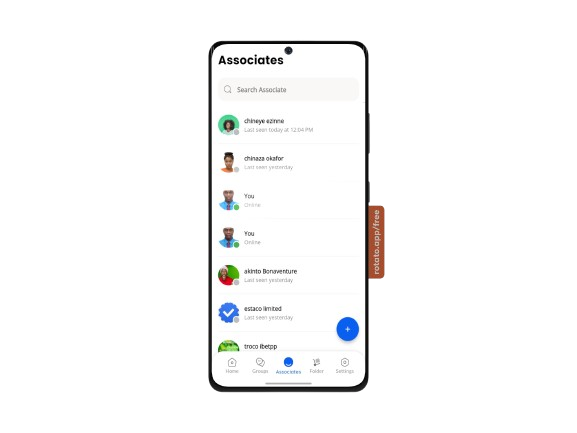 Associates
Search Associate
chineye ezinne
Last seen today at 12:04 PM
chinaza okafor
Last seen yesterday
You
Online
You
Online
akinto Bonaventure
Last seen yesterday
estaco limited
Last seen yesterday
troco ibetpp
+
Home
Groups
Associates
Folder
Settings
rotato.app/free